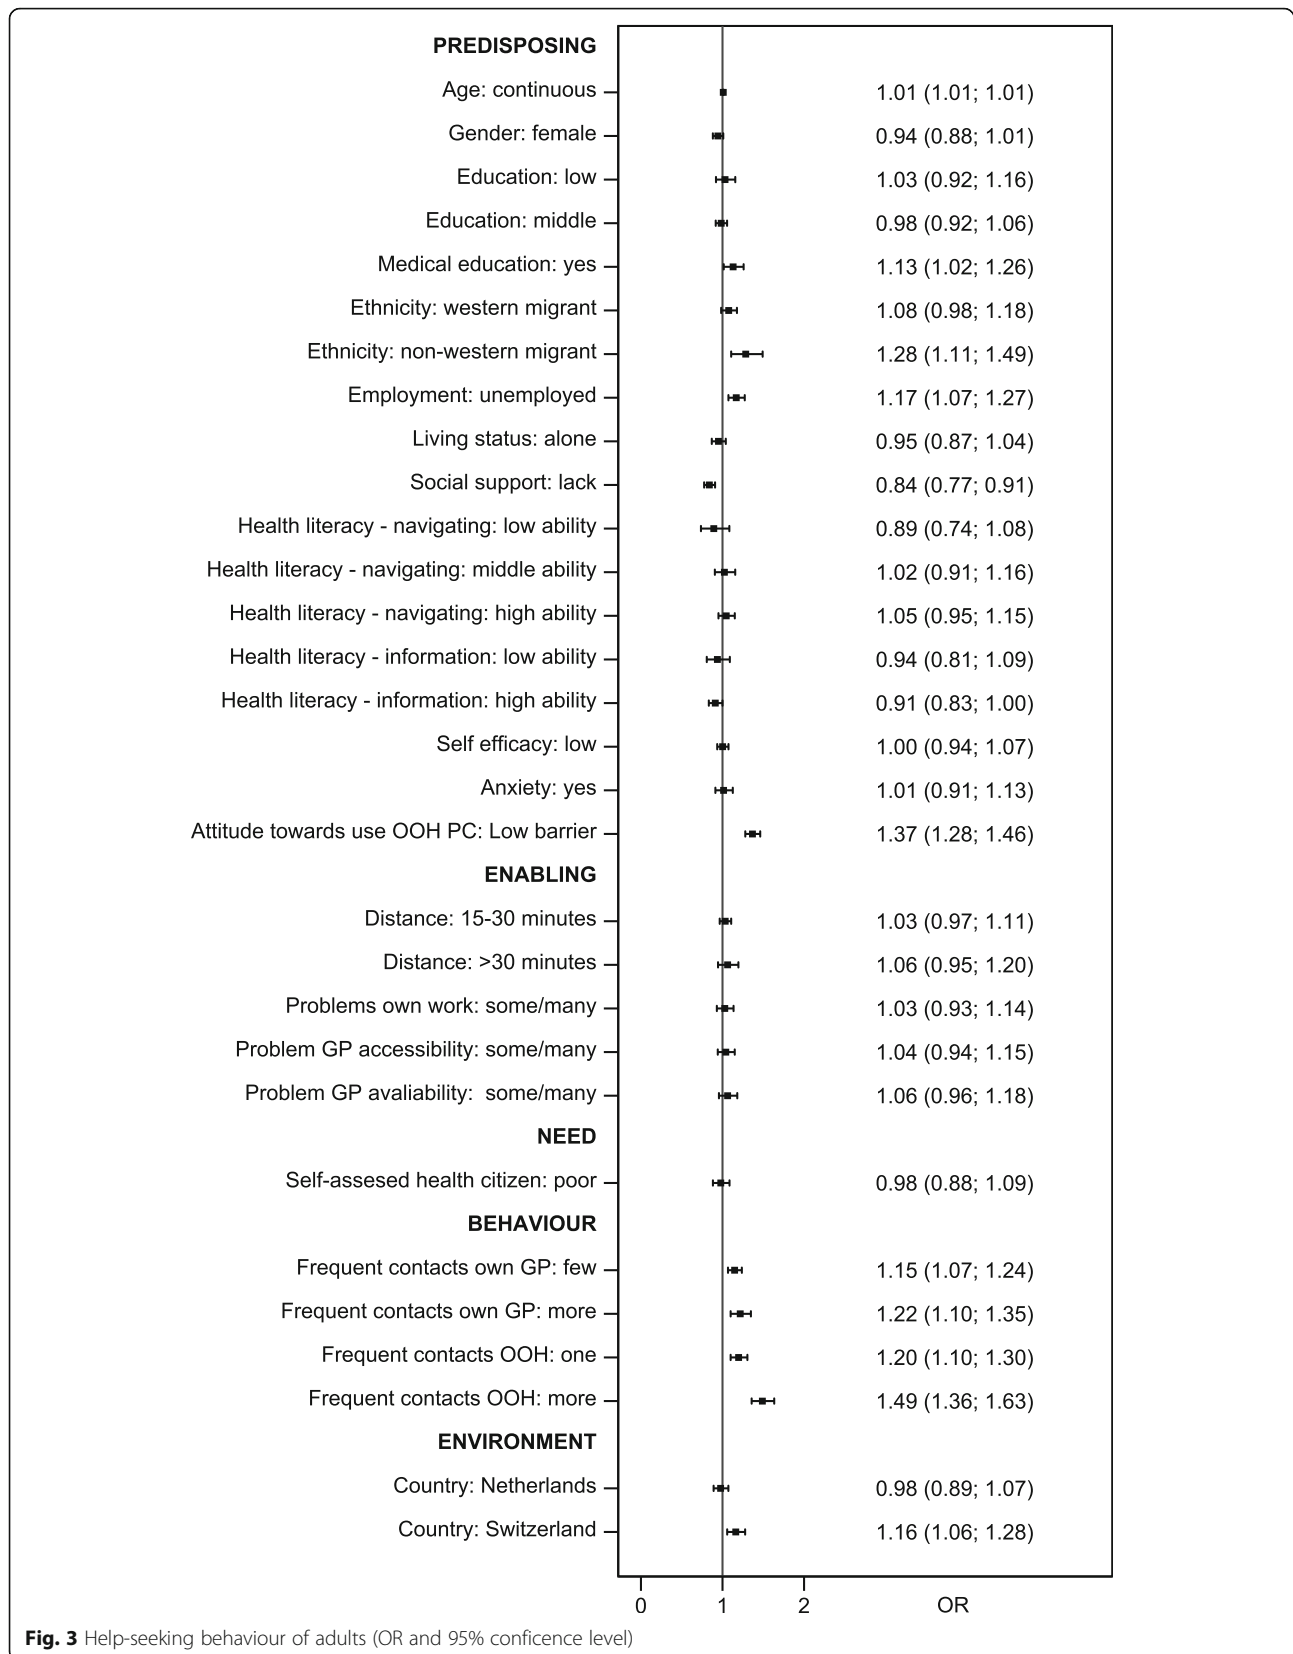 PREDISPOSING
Age: continuous 1.01 (1.01; 1.01)
Gender: female 0.94 (0.88; 1.01)
Education: low 1.03 (0.92; 1.16)
Education: middle 0.98 (0.92; 1.06)
Medical education: yes 1.13 (1.02; 1.26)
Ethnicity: western migrant 1.08 (0.98; 1.18)
Ethnicity: non-western migrant 1.28 (1.11; 1.49)
Employment: unemployed 1.17 (1.07; 1.27)
Living status: alone 0.95 (0.87; 1.04)
Social support: lack 0.84 (0.77; 0.91)
Health literacy - navigating: low ability 0.89 (0.74; 1.08)
Health literacy - navigating: middle ability 1.02 (0.91; 1.16)
Health literacy - navigating: high ability 1.05 (0.95; 1.15)
Health literacy - information: low ability 0.94 (0.81; 1.09)
Health literacy - information: high ability 0.91 (0.83; 1.00)
Self efficacy: low 1.00 (0.94; 1.07)
Anxiety: yes 1.01 (0.91; 1.13)
Attitude towards use OOH PC: Low barrier 1.37 (1.28; 1.46)
ENABLING
Distance: 15-30 minutes 1.03 (0.97; 1.11)
Distance: >30 minutes 1.06 (0.95; 1.20)
Problems own work: some/many 1.03 (0.93; 1.14)
Problem GP accessibility: some/many 1.04 (0.94; 1.15)
Problem GP avaliability:  some/many 1.06 (0.96; 1.18)
NEED
Self-assesed health citizen: poor 0.98 (0.88; 1.09)
BEHAVIOUR
Frequent contacts own GP: few 1.15 (1.07; 1.24)
Frequent contacts own GP: more 1.22 (1.10; 1.35)
Frequent contacts OOH: one 1.20 (1.10; 1.30)
Frequent contacts OOH: more 1.49 (1.36; 1.63)
ENVIRONMENT
Country: Netherlands 0.98 (0.89; 1.07)
Country: Switzerland 1.16 (1.06; 1.28)
0 1 2 OR
Fig. 3 Help-seeking behaviour of adults (OR and 95% conficence level)